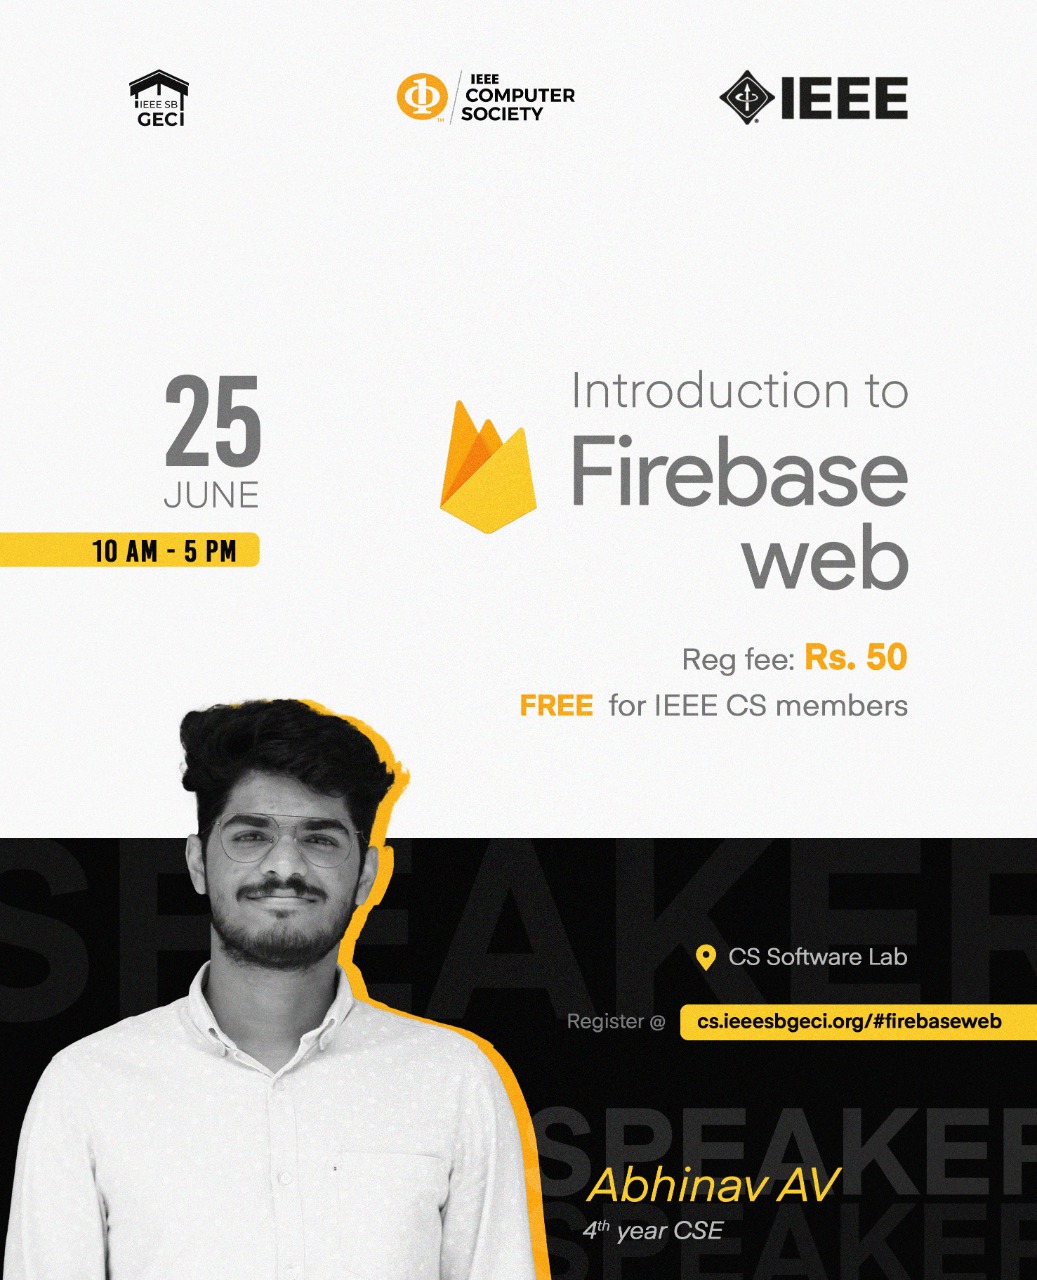 IEEE SB
GECI
IEEE
COMPUTER
SOCIETY
IEEE
25
JUNE
10 AM - 5 PM
Introduction to
Firebase
web
Reg fee: Rs. 50
FREE for IEEE CS members
SPEAKER
CS Software Lab
Register @ cs.ieeesbgeci.org/#firebaseweb
SPEAKER
Abhinav AV
SPEAKER
4th year CSE